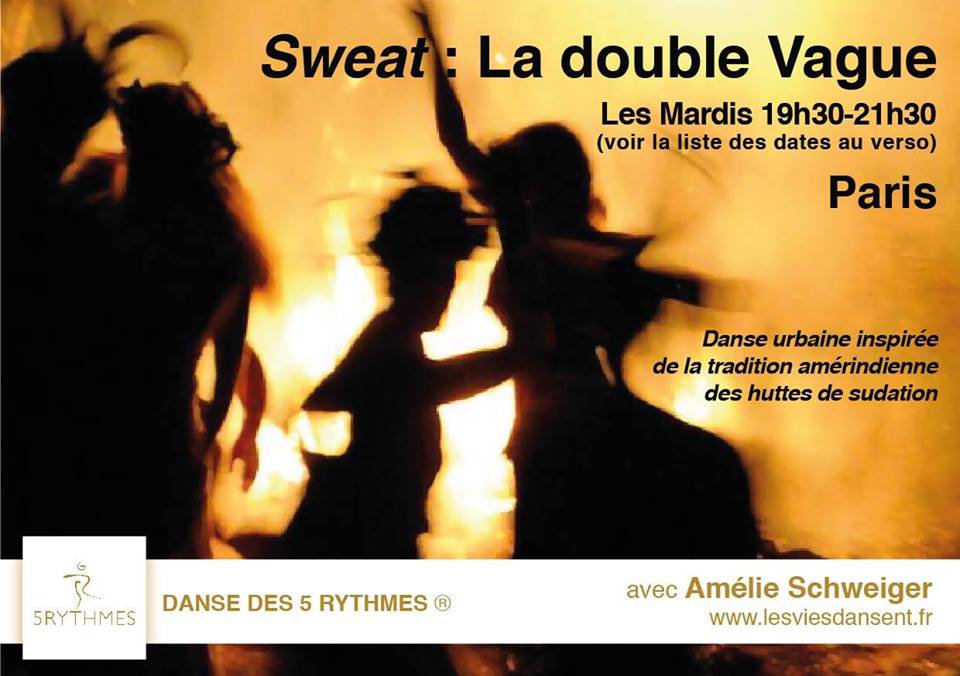 Sweat : La double Vague
Les Mardis 19h30-21h30
(voir la liste des dates au verso)
Paris
Danse urbaine inspirée
de la tradition amérindienne
des huttes de sudation
5RYTHMES
DANSE DES 5 RYTHMES ®
avec Amélie Schweiger
www.lesviesdansent.fr